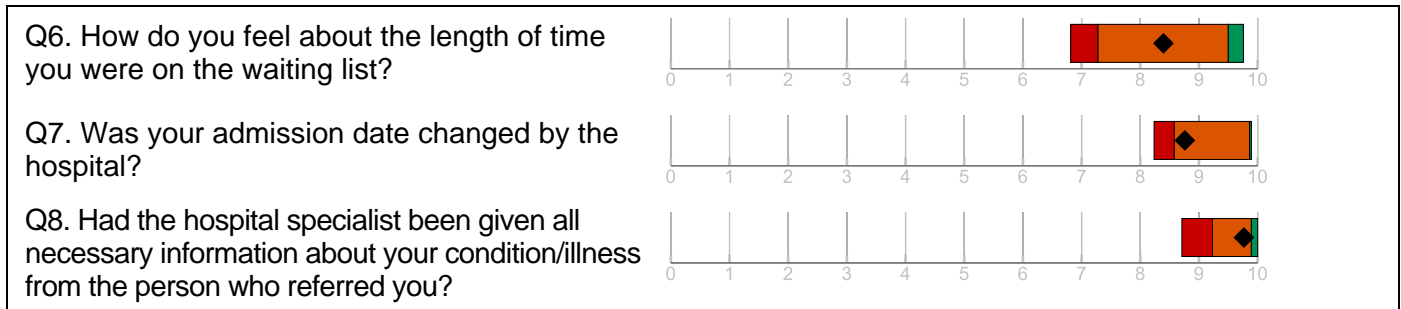 Q6. How do you feel about the length of time
you were on the waiting list?
0 1 2 3 4 5 6 7 8 9 10
Q7. Was your admission date changed by the
hospital?
0 1 2 3 4 5 6 7 8 9 10
Q8. Had the hospital specialist been given all
necessary information about your condition/illness
from the person who referred you?
0 1 2 3 4 5 6 7 8 9 10